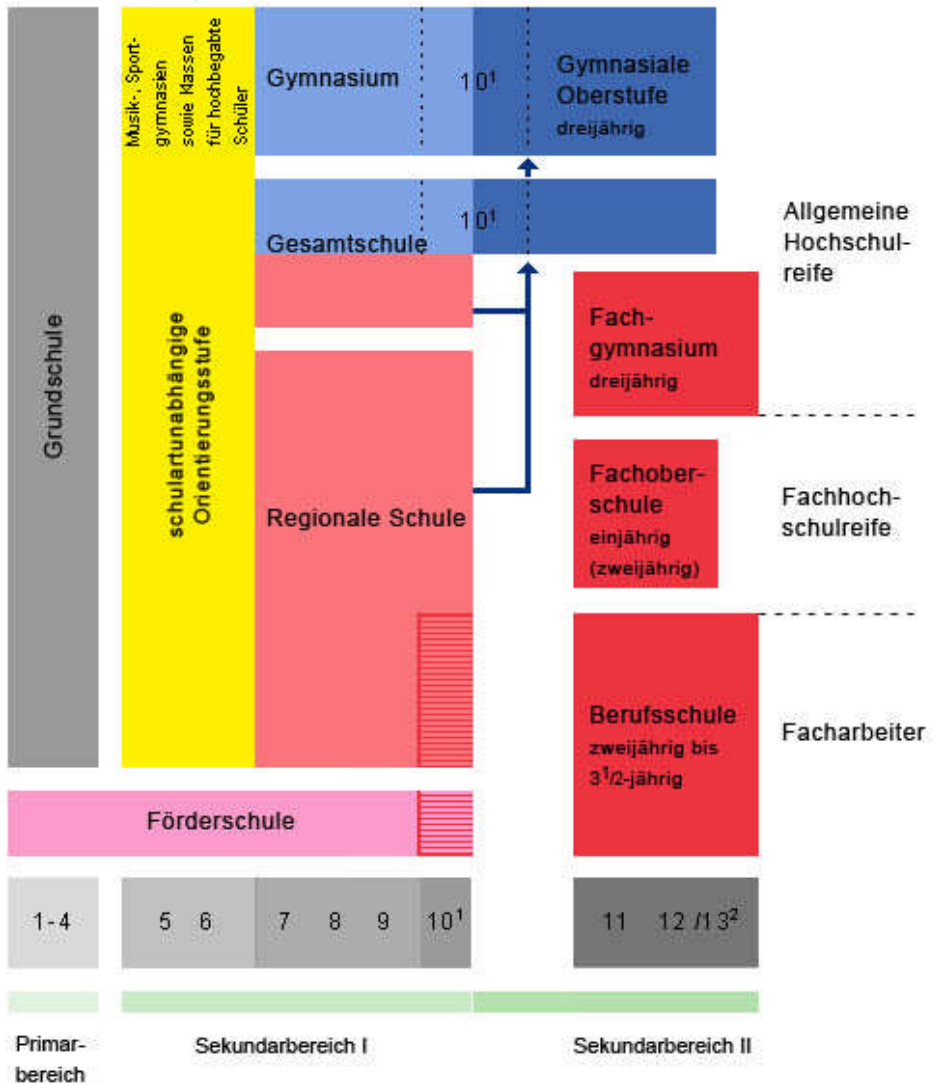 Grundschule
Musik-, Sport-
gymnasien
sowie Klassen
für hochbegabte
Schüler
schulartunabhängige
Orientierungsstufe
Gymnasium
10¹
Gymnasiale
Oberstufe
dreijährig
Gesamtschule
10¹
Allgemeine
Hochschul-
reife
Fach-
gymnasium
dreijährig
Regionale Schule
Fachober-
schule
einjährig
(zweijährig)
Fachhoch-
schulreife
Berufsschule
zweijährig bis
3¹/2-jährig
Facharbeiter
Förderschule
1-4 5 6 7 8 9 10¹ 11 12 /13²
Primar-
bereich
Sekundarbereich I
Sekundarbereich II